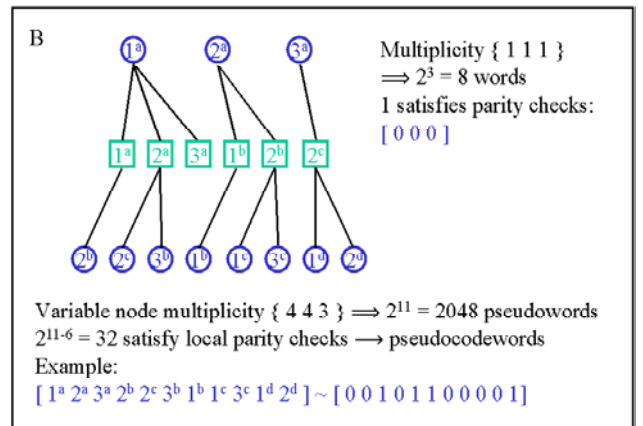 B
1ᵃ 2ᵃ 3ᵃ
Multiplicity { 1 1 1 }
⟹ 2³ = 8 words
1 satisfies parity checks:
[ 0 0 0 ]
1ᵃ 2ᵃ 3ᵃ 1ᵇ 2ᵇ 2ᶜ
2ᵇ 2ᶜ 3ᵇ 1ᵇ 1ᶜ 3ᶜ 1ᵈ 2ᵈ
Variable node multiplicity { 4 4 3 } ⟹ 2¹¹ = 2048 pseudowords
2¹¹⁻⁶ = 32 satisfy local parity checks ⟶ pseudocodewords
Example:
[ 1ᵃ 2ᵃ 3ᵃ 2ᵇ 2ᶜ 3ᵇ 1ᵇ 1ᶜ 3ᶜ 1ᵈ 2ᵈ ] ~ [ 0 0 1 0 1 1 0 0 0 0 1]